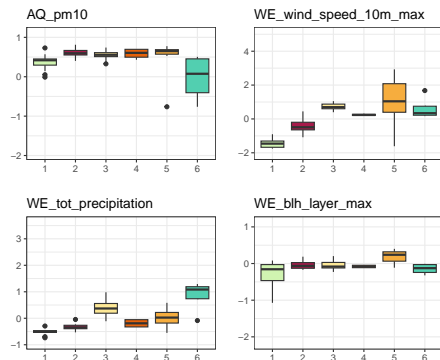 AQ_pm10
1
0
−1
−2
1 2 3 4 5 6
WE_wind_speed_10m_max
4
2
0
−2
1 2 3 4 5 6
WE_tot_precipitation
3
2
1
0
−1
1 2 3 4 5 6
WE_blh_layer_max
1
0
−1
−2
1 2 3 4 5 6